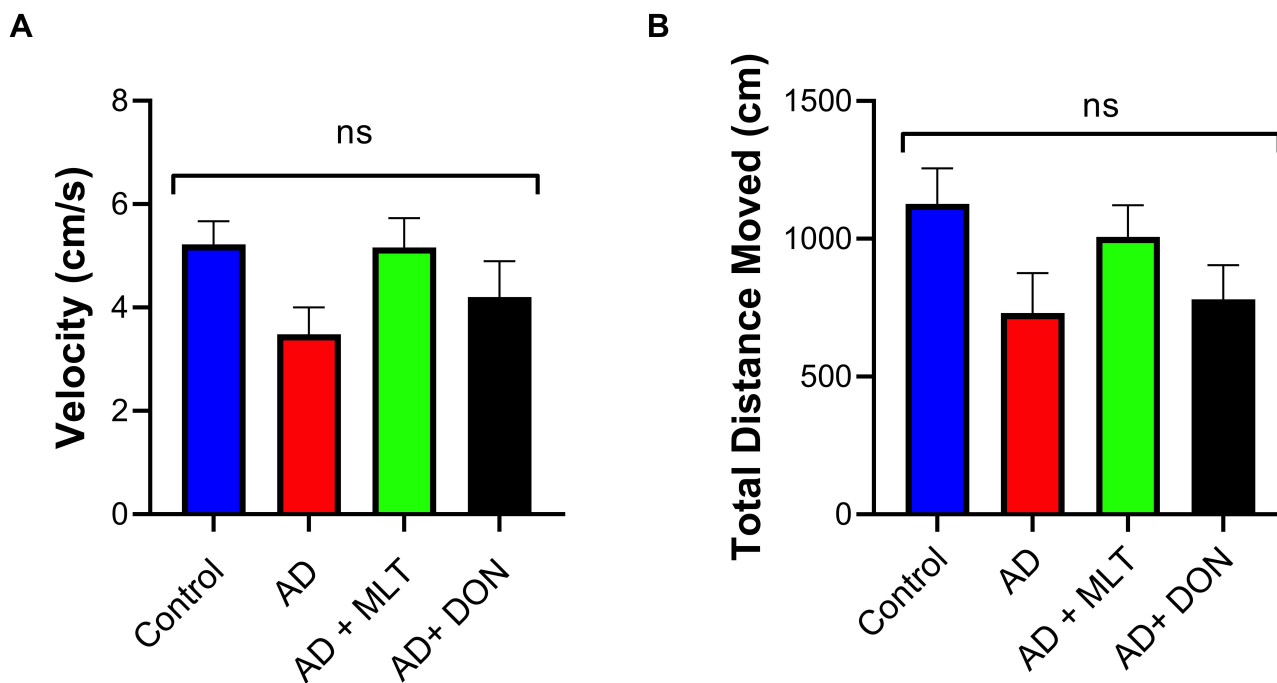 A
Velocity (cm/s)
8
6
4
2
0
ns
Control
AD
AD + MLT
AD+ DON
B
Total Distance Moved (cm)
1500
1000
500
0
ns
Control
AD
AD + MLT
AD+ DON